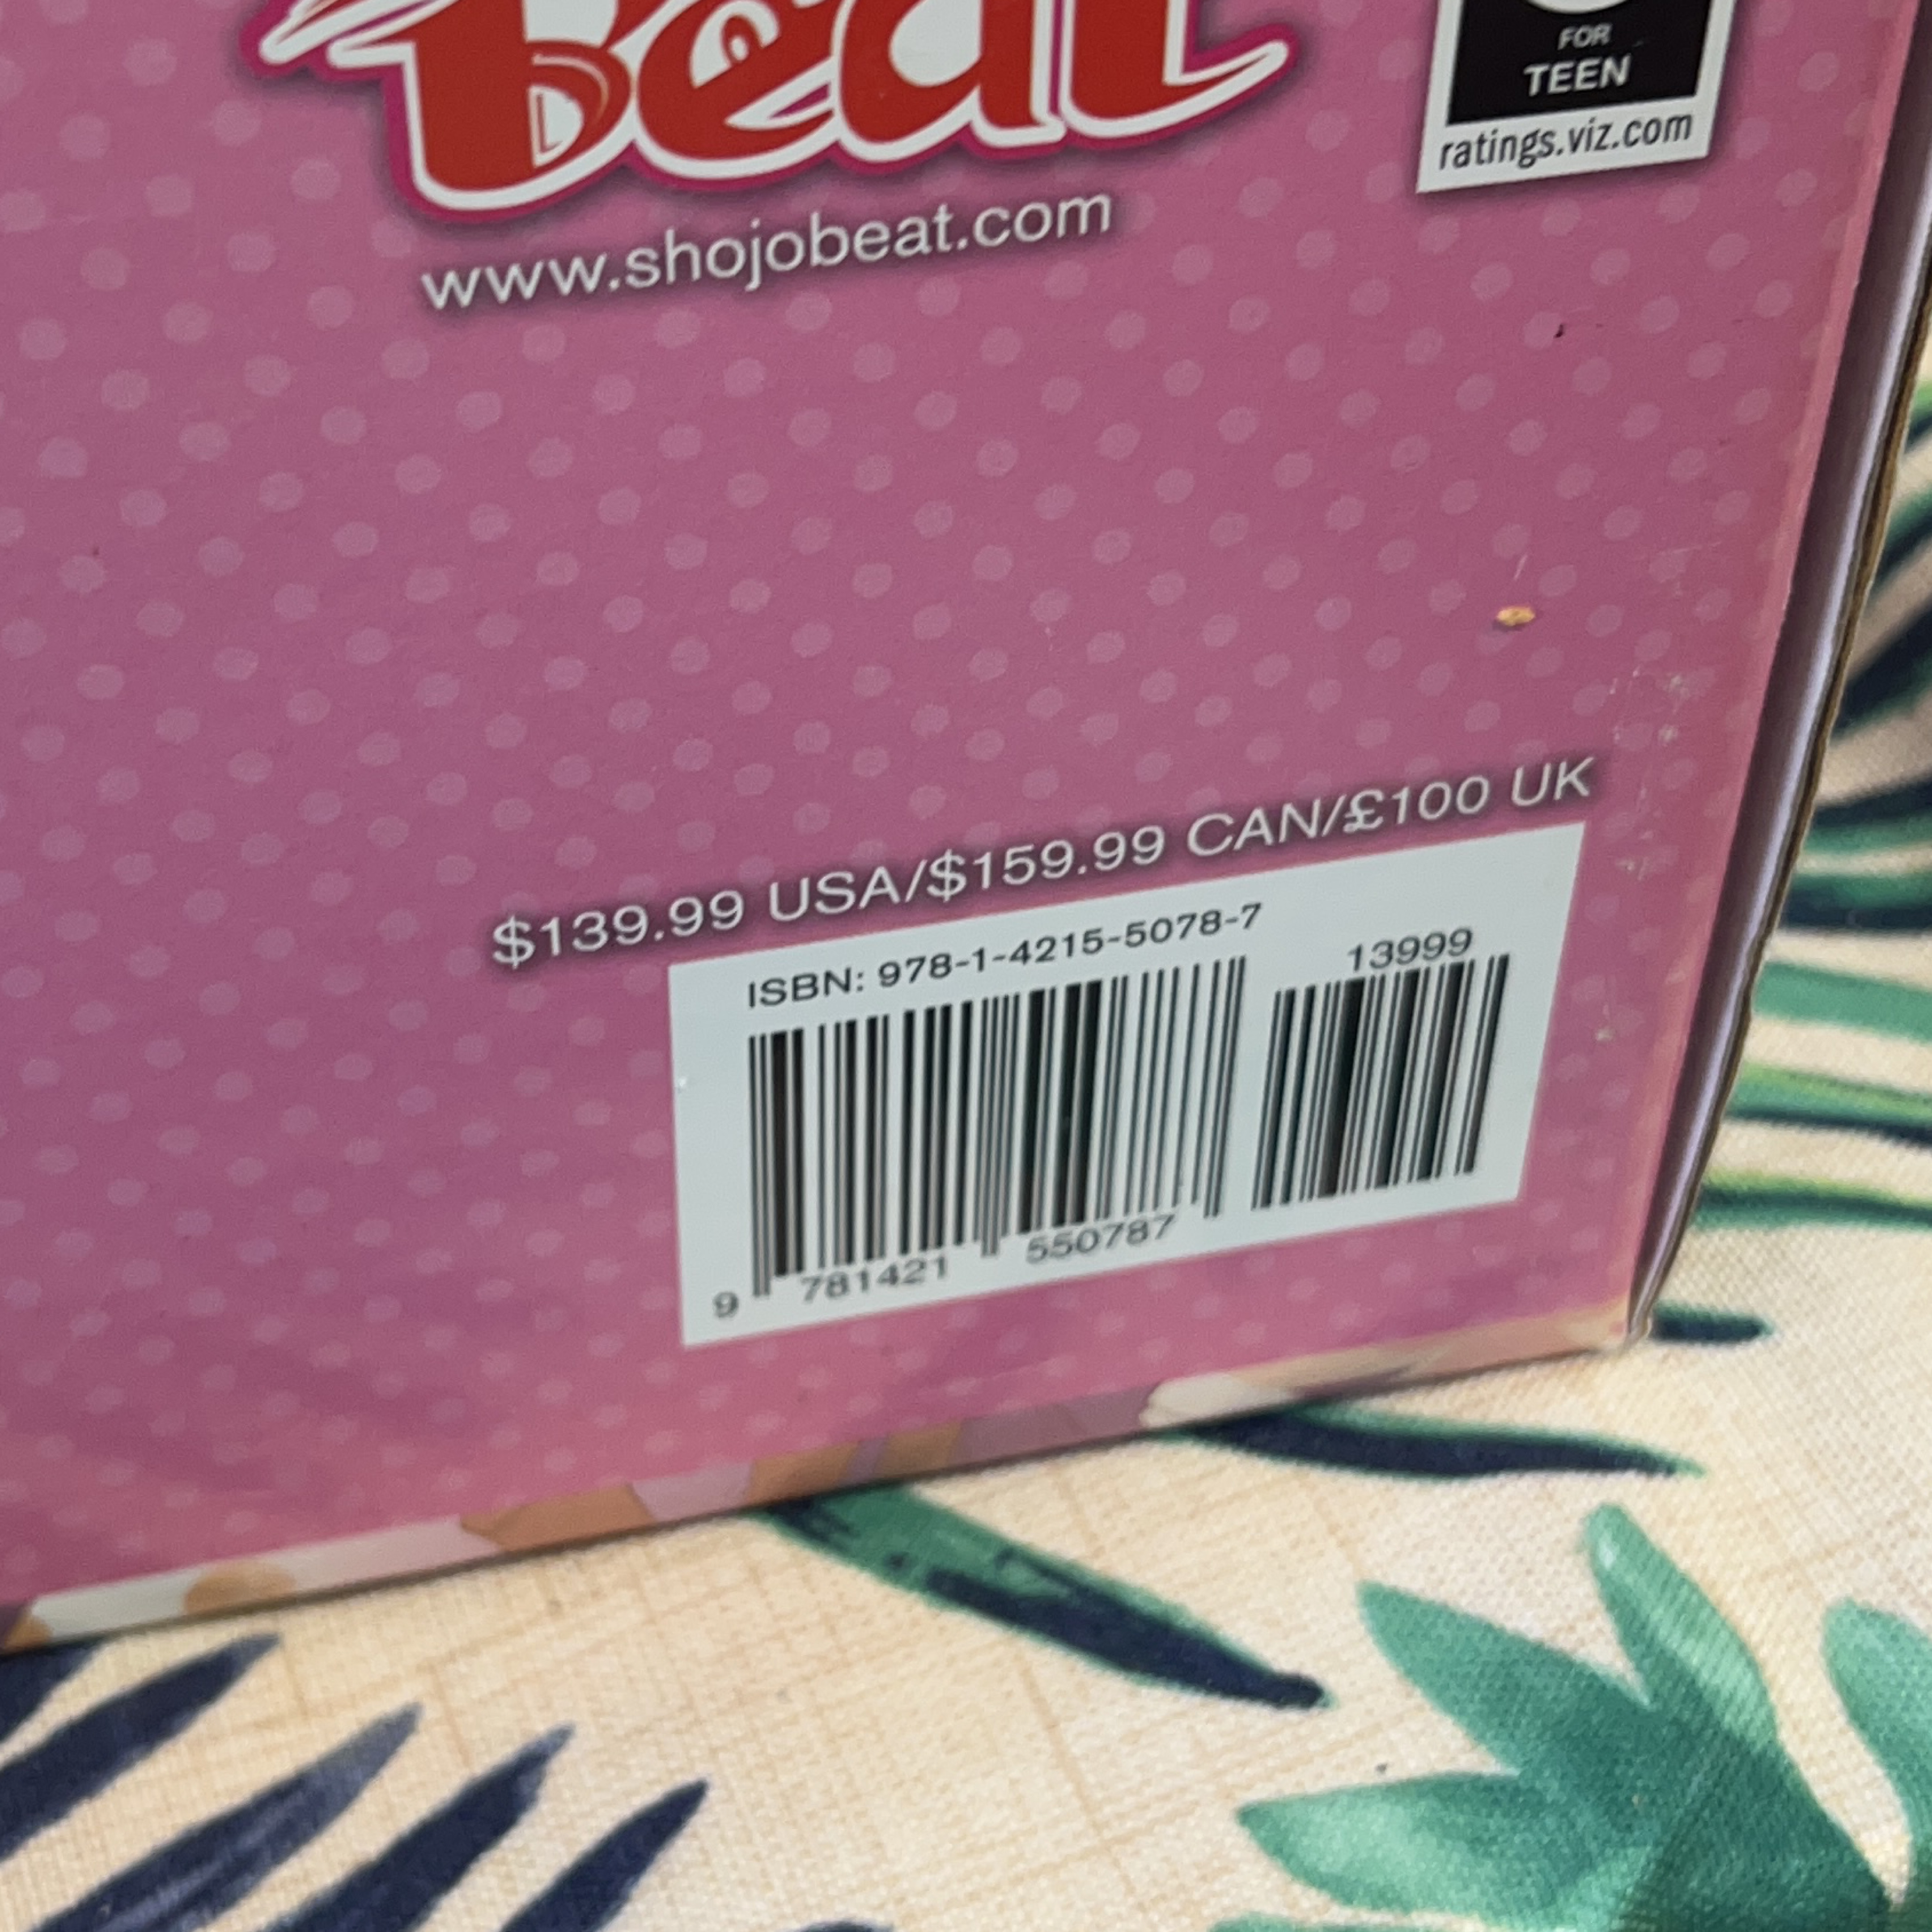 Beat
FOR
TEEN
ratings.viz.com
www.shojobeat.com
$139.99 USA/$159.99 CAN/£100 UK
ISBN: 978-1-4215-5078-7
13999
9 781421 550787